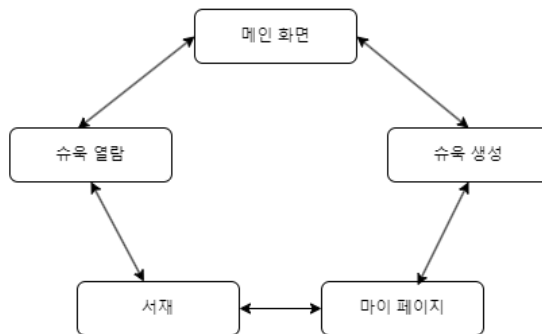 메인 화면
슈욱 열람
슈욱 생성
서재
마이 페이지